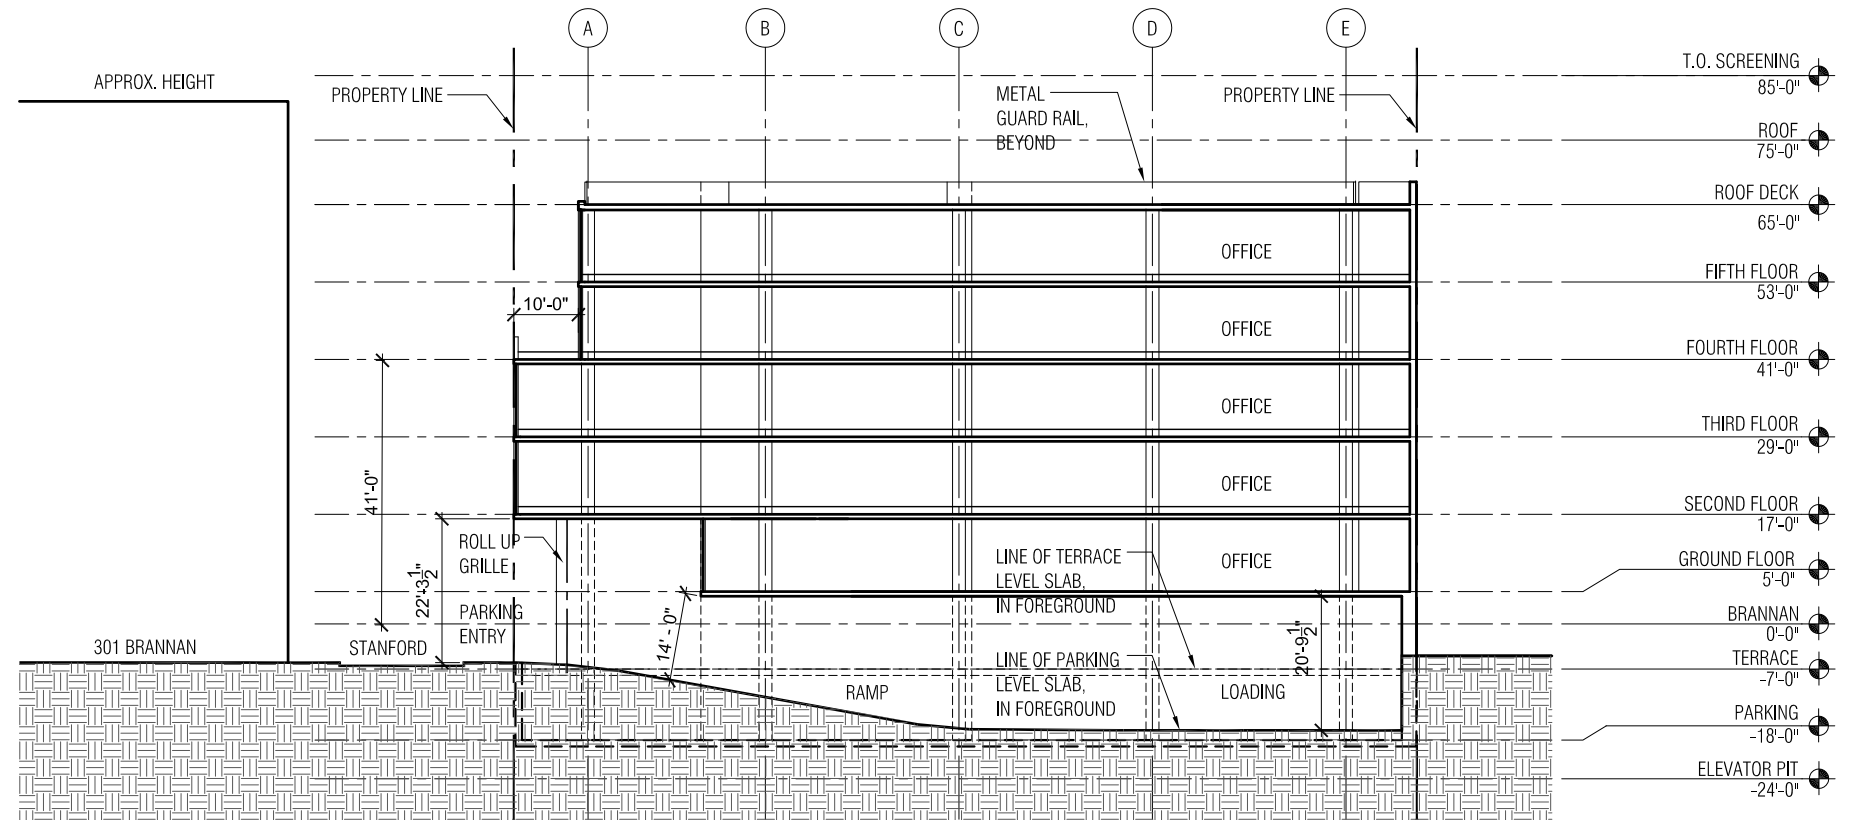 A
B
C
D
E
APPROX. HEIGHT
PROPERTY LINE
METAL
GUARD RAIL,
BEYOND
PROPERTY LINE
T.O. SCREENING
85'-0"
ROOF
75'-0"
ROOF DECK
65'-0"
OFFICE
FIFTH FLOOR
53'-0"
10'-0"
OFFICE
FOURTH FLOOR
41'-0"
OFFICE
THIRD FLOOR
29'-0"
41'-0"
OFFICE
SECOND FLOOR
17'-0"
22'-3 1/2"
ROLL UP
GRILLE
LINE OF TERRACE
LEVEL SLAB,
IN FOREGROUND
OFFICE
GROUND FLOOR
5'-0"
PARKING
ENTRY
BRANNAN
0'-0"
301 BRANNAN
STANFORD
14' - 0"
LINE OF PARKING
LEVEL SLAB,
IN FOREGROUND
20'-9 1/2"
TERRACE
-7'-0"
RAMP
LOADING
PARKING
-18'-0"
ELEVATOR PIT
-24'-0"